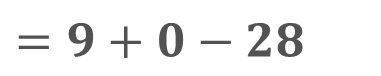 = 9 + 0 − 28